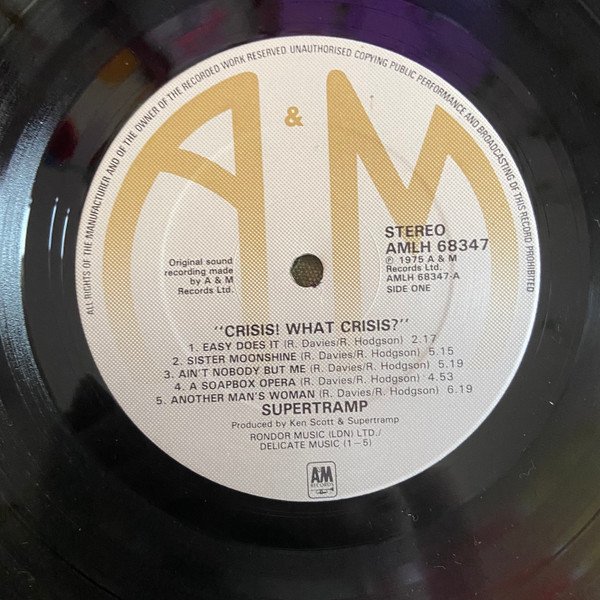 ALL RIGHTS OF THE MANUFACTURER AND OF THE OWNER OF THE RECORDED WORK RESERVED. UNAUTHORISED COPYING PUBLIC PERFORMANCE AND BROADCASTING OF THIS RECORD PROHIBITED
A & M
STEREO
AMLH 68347
Ⓟ 1975 A & M
Records Ltd.
AMLH 68347-A
SIDE ONE
Original sound
recording made
by A & M
Records Ltd.
"CRISIS! WHAT CRISIS?"
1. EASY DOES IT (R. Davies/R. Hodgson) 2.17
2. SISTER MOONSHINE (R. Davies/R. Hodgson) 5.15
3. AIN'T NOBODY BUT ME (R. Davies/R. Hodgson) 5.19
4. A SOAPBOX OPERA (R. Davies/R. Hodgson) 4.53
5. ANOTHER MAN'S WOMAN (R. Davies/R. Hodgson) 6.19
SUPERTRAMP
Produced by Ken Scott & Supertramp
RONDOR MUSIC (LDN) LTD./
DELICATE MUSIC (1–5)
AM
RECORDS